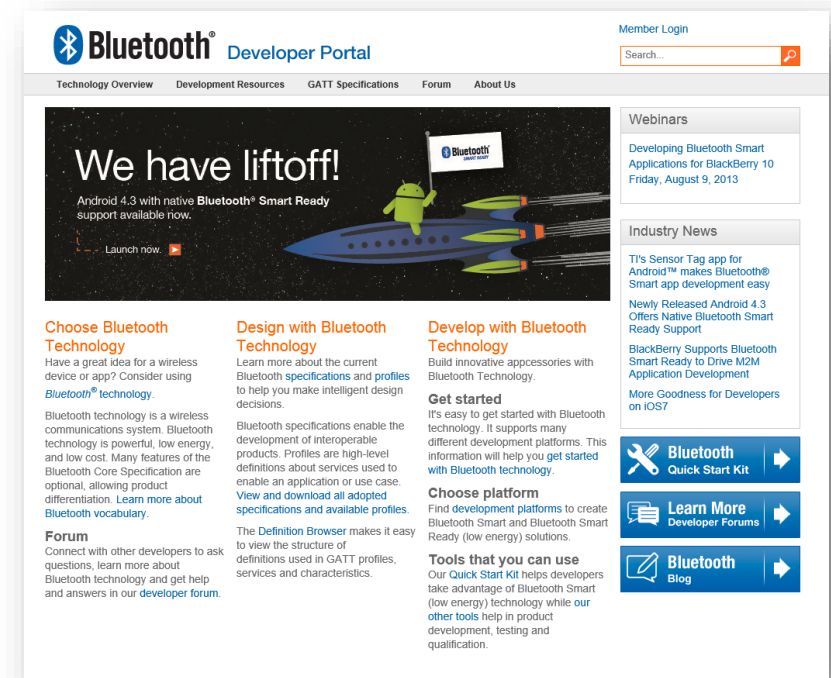 Bluetooth® Developer Portal
Member Login
Search...
Technology Overview Development Resources GATT Specifications Forum About Us
We have liftoff!
Android 4.3 with native Bluetooth® Smart Ready
support available now.
Launch now.
Bluetooth®
SMART READY
Choose Bluetooth
Technology
Have a great idea for a wireless
device or app? Consider using
Bluetooth® technology.
Bluetooth technology is a wireless
communications system. Bluetooth
technology is powerful, low energy,
and low cost. Many features of the
Bluetooth Core Specification are
optional, allowing product
differentiation. Learn more about
Bluetooth vocabulary.
Forum
Connect with other developers to ask
questions, learn more about
Bluetooth technology and get help
and answers in our developer forum.
Design with Bluetooth
Technology
Learn more about the current
Bluetooth specifications and profiles
to help you make intelligent design
decisions.
Bluetooth specifications enable the
development of interoperable
products. Profiles are high-level
definitions about services used to
enable an application or use case.
View and download all adopted
specifications and available profiles.
The Definition Browser makes it easy
to view the structure of
definitions used in GATT profiles,
services and characteristics.
Develop with Bluetooth
Technology
Build innovative appcessories with
Bluetooth Technology.
Get started
It's easy to get started with Bluetooth
technology. It supports many
different development platforms. This
information will help you get started
with Bluetooth technology.
Choose platform
Find development platforms to create
Bluetooth Smart and Bluetooth Smart
Ready (low energy) solutions.
Tools that you can use
Our Quick Start Kit helps developers
take advantage of Bluetooth Smart
(low energy) technology while our
other tools help in product
development, testing and
qualification.
Webinars
Developing Bluetooth Smart
Applications for BlackBerry 10
Friday, August 9, 2013
Industry News
TI's Sensor Tag app for
Android™ makes Bluetooth®
Smart app development easy
Newly Released Android 4.3
Offers Native Bluetooth Smart
Ready Support
BlackBerry Supports Bluetooth
Smart Ready to Drive M2M
Application Development
More Goodness for Developers
on iOS7
Bluetooth
Quick Start Kit
Learn More
Developer Forums
Bluetooth
Blog